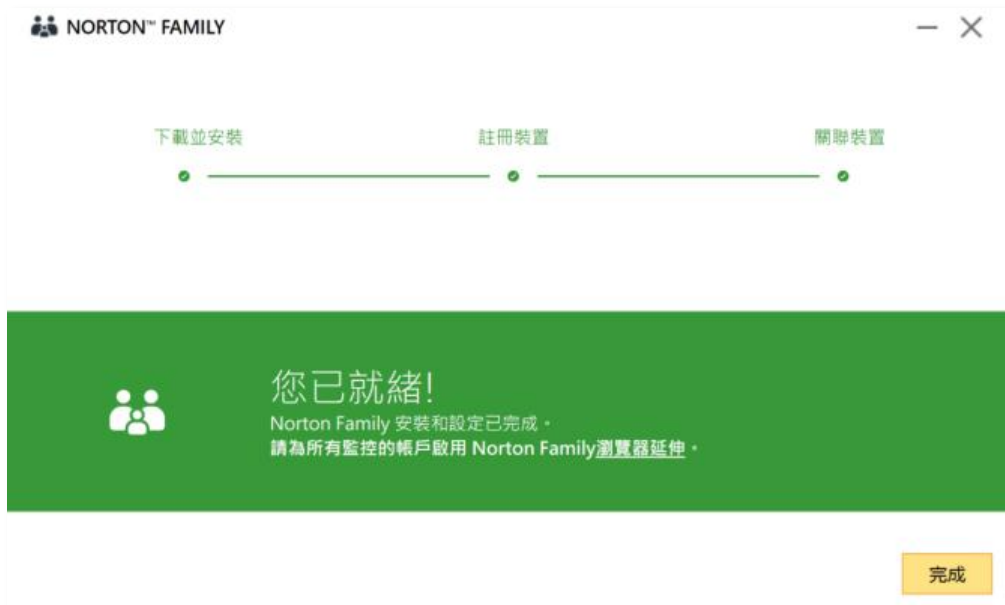 NORTON™ FAMILY
下載並安裝
註冊裝置
關聯裝置
您已就緒!
Norton Family 安裝和設定已完成。
請為所有監控的帳戶啟用 Norton Family瀏覽器延伸。
完成